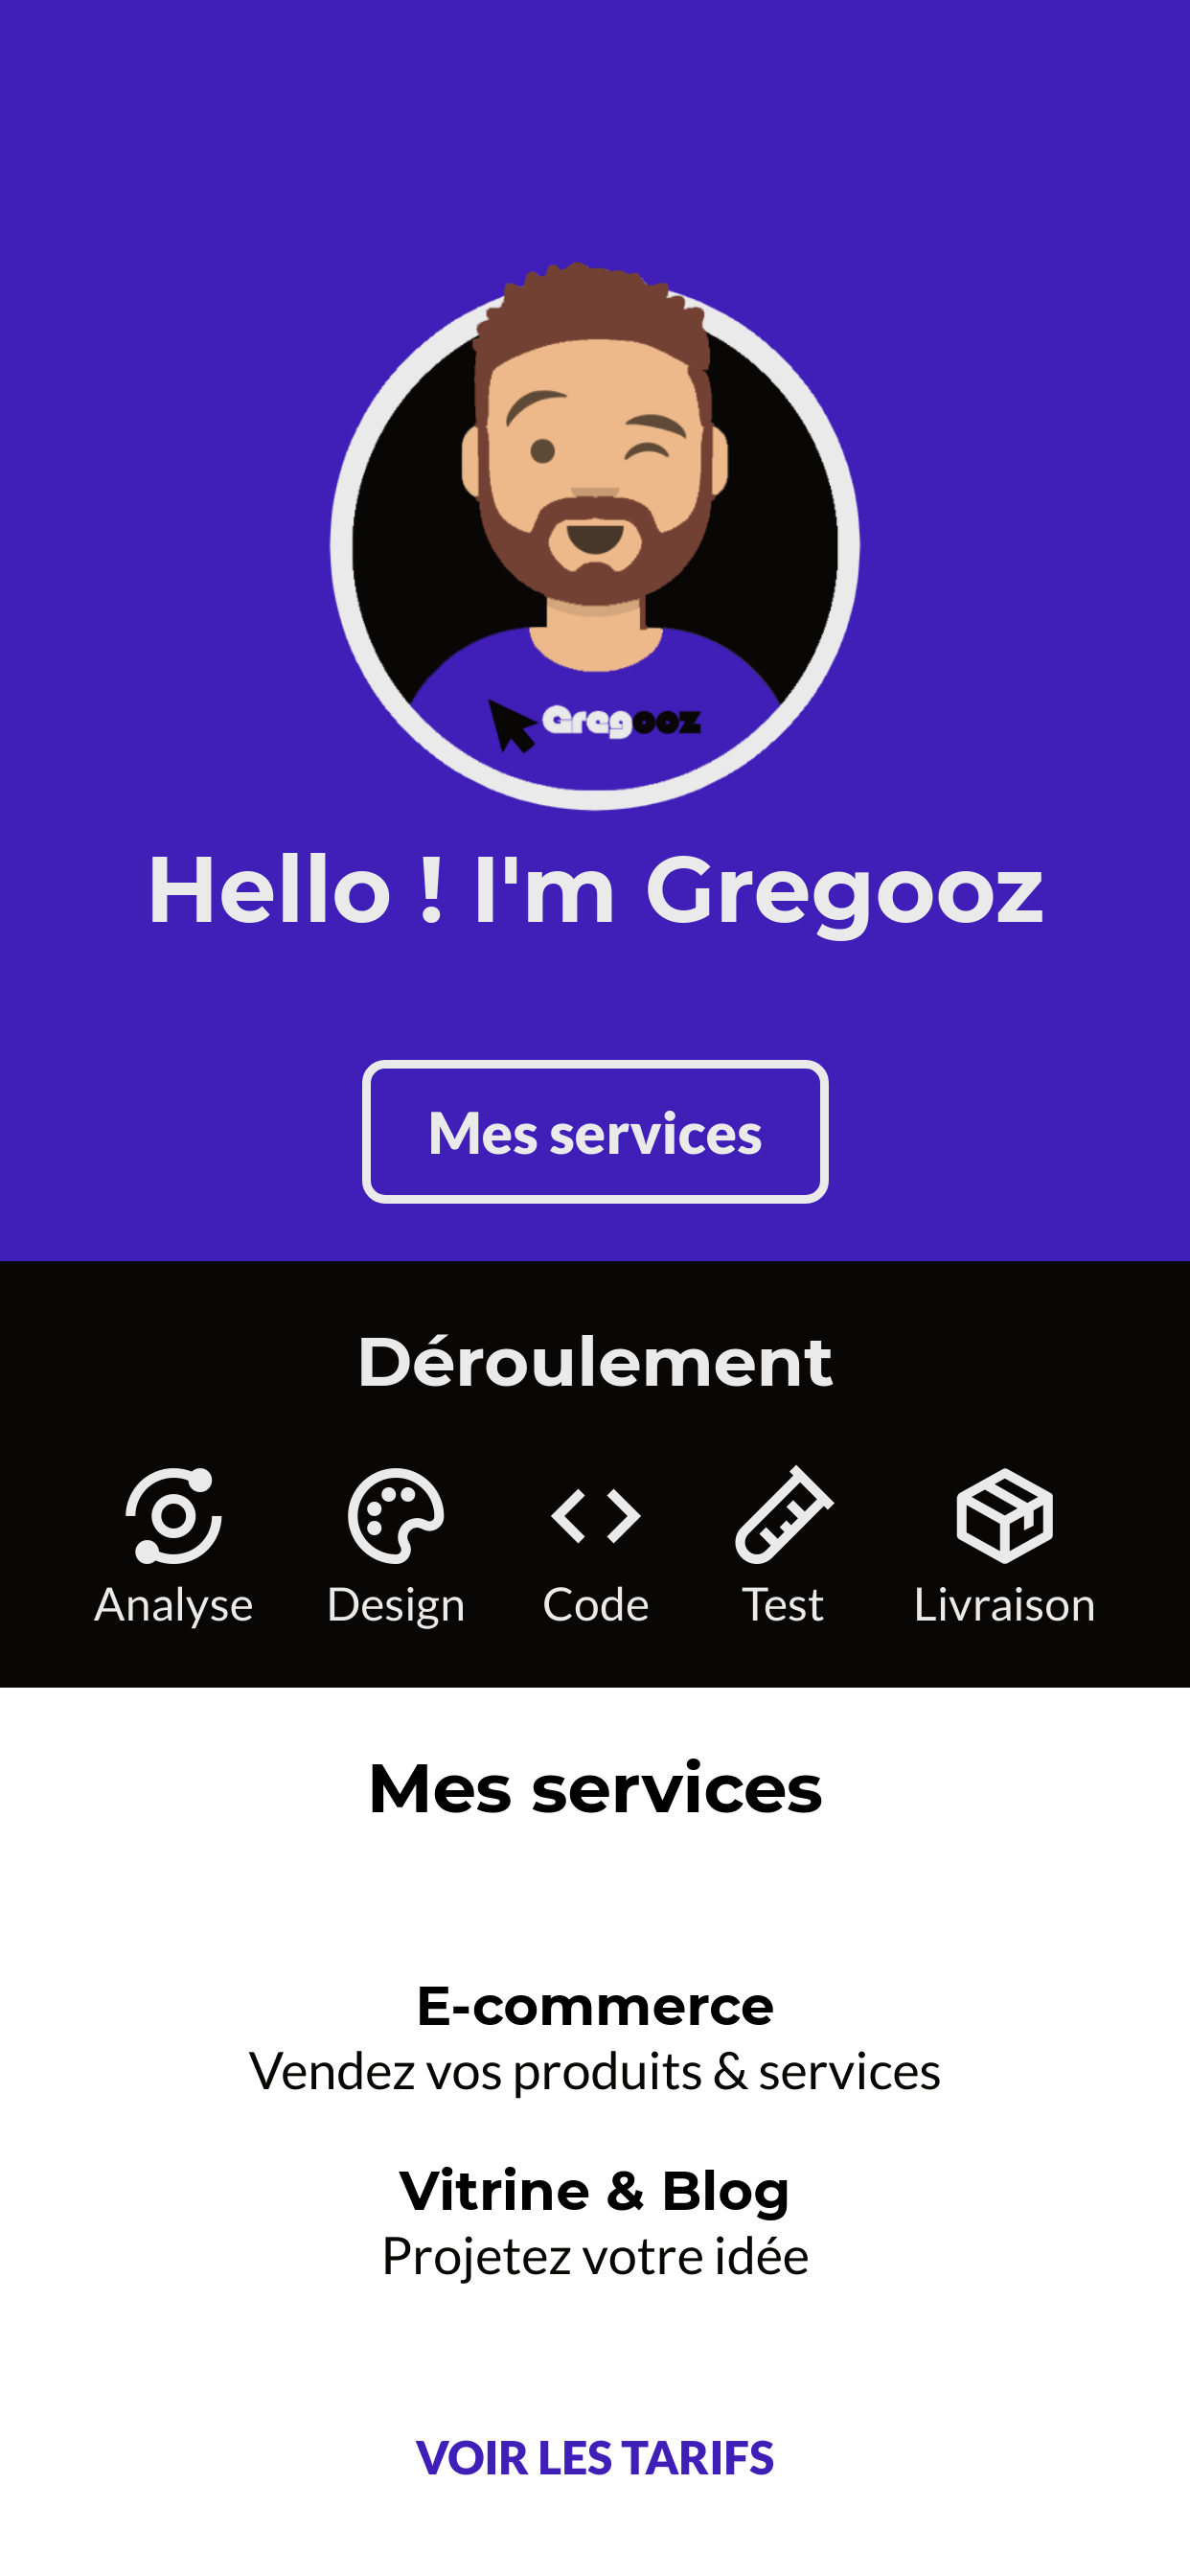 Gregooz
Hello ! I'm Gregooz
Mes services
Déroulement
Analyse Design Code Test Livraison
Mes services
E-commerce
Vendez vos produits & services
Vitrine & Blog
Projetez votre idée
VOIR LES TARIFS